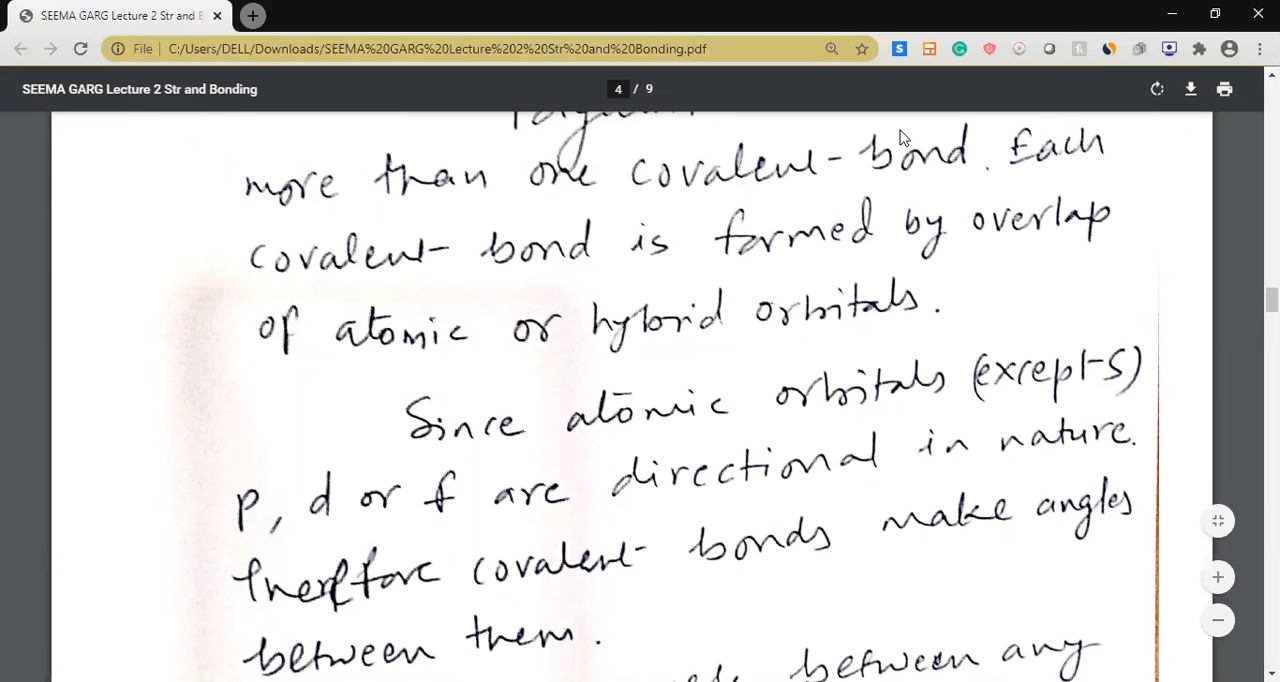 SEEMA GARG Lecture 2 Str and B
File C:/Users/DELL/Downloads/SEEMA%20GARG%20Lecture%202%20Str%20and%20Bonding.pdf
SEEMA GARG Lecture 2 Str and Bonding
4 / 9
more than one covalent bond. Each
covalent bond is formed by overlap
of atomic or hybrid orbitals.
Since atomic orbitals (except S)
p, d or f are directional in nature.
therefore covalent bonds make angles
between them.
between any